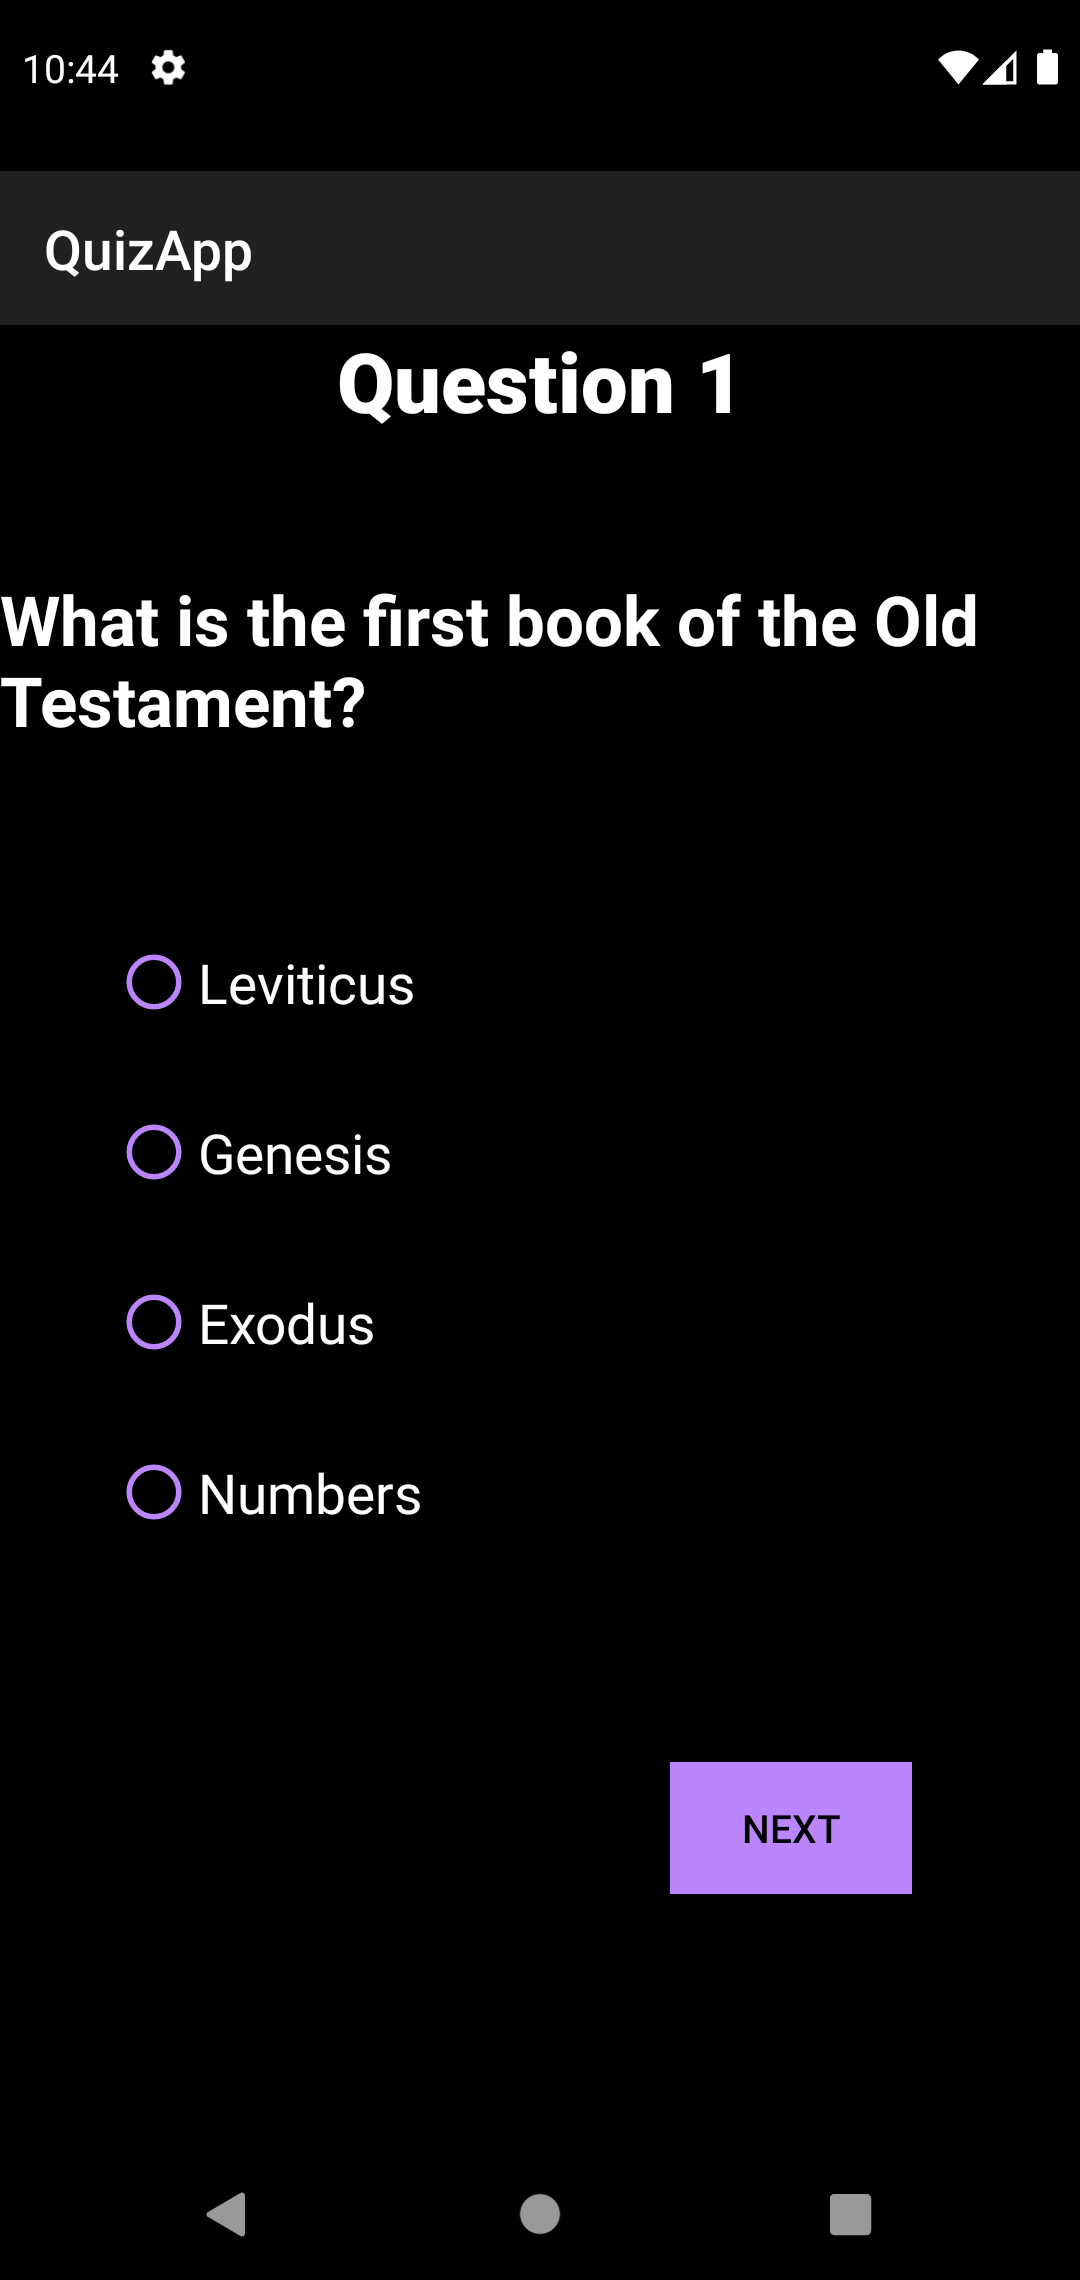 10:44
QuizApp
Question 1
What is the first book of the Old
Testament?
Leviticus
Genesis
Exodus
Numbers
NEXT